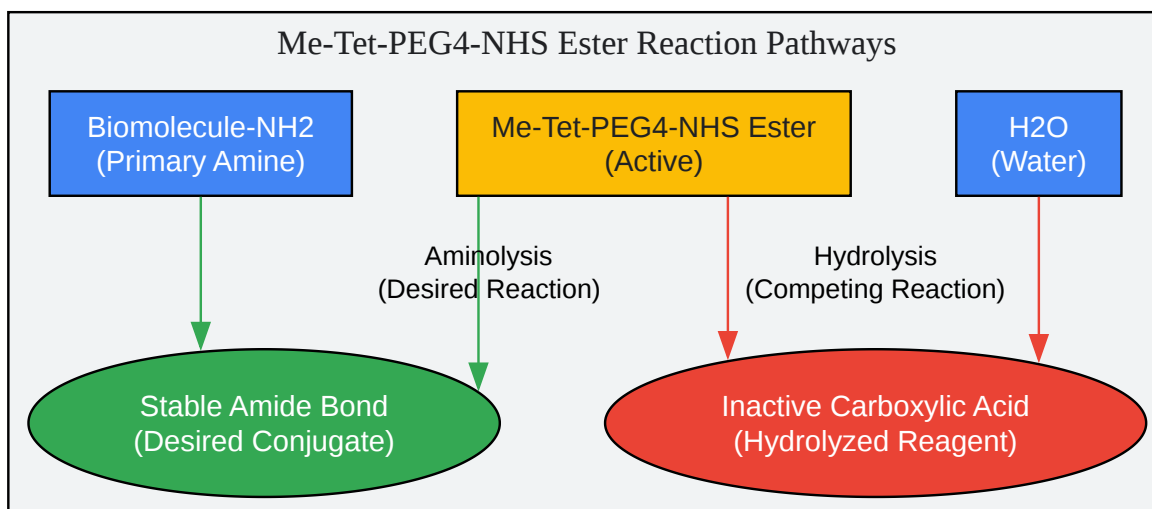 Me-Tet-PEG4-NHS Ester Reaction Pathways
Biomolecule-NH2
(Primary Amine)
Me-Tet-PEG4-NHS Ester
(Active)
H2O
(Water)
Aminolysis
(Desired Reaction)
Hydrolysis
(Competing Reaction)
Stable Amide Bond
(Desired Conjugate)
Inactive Carboxylic Acid
(Hydrolyzed Reagent)